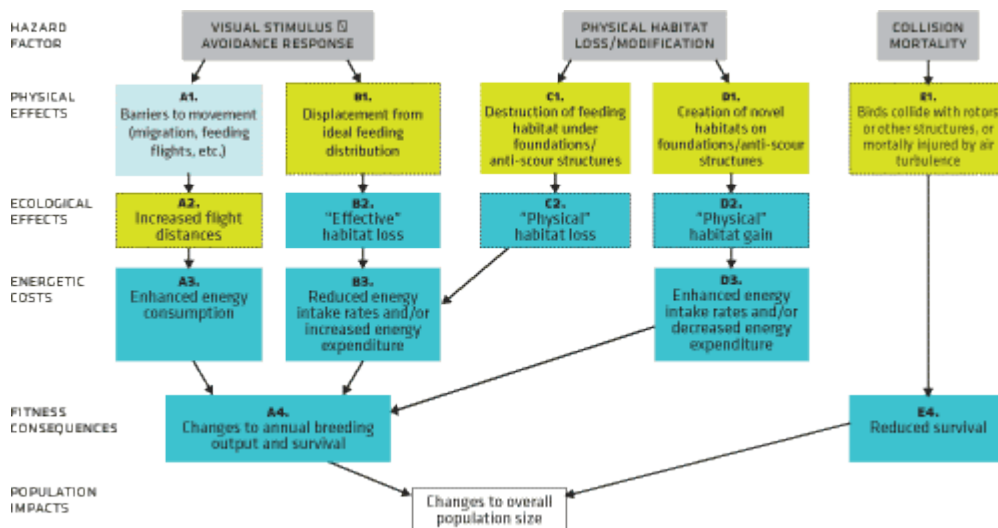 HAZARD
FACTOR
VISUAL STIMULUS
AVOIDANCE RESPONSE
PHYSICAL HABITAT
LOSS/MODIFICATION
COLLISION
MORTALITY
PHYSICAL
EFFECTS
A1.
Barriers to movement
(migration, feeding
flights, etc.)
B1.
Displacement from
ideal feeding
distribution
C1.
Destruction of feeding
habitat under
foundations/
anti-scour structures
D1.
Creation of novel
habitats on
foundations/anti-scour
structures
E1.
Birds collide with rotors
or other structures, or
mortally injured by air
turbulence
ECOLOGICAL
EFFECTS
A2.
Increased flight
distances
B2.
“Effective”
habitat loss
C2.
“Physical”
habitat loss
D2.
“Physical”
habitat gain
ENERGETIC
COSTS
A3.
Enhanced energy
consumption
B3.
Reduced energy
intake rates and/or
increased energy
expenditure
D3.
Enhanced energy
intake rates and/or
decreased energy
expenditure
FITNESS
CONSEQUENCES
A4.
Changes to annual breeding
output and survival
E4.
Reduced survival
POPULATION
IMPACTS
Changes to overall
population size